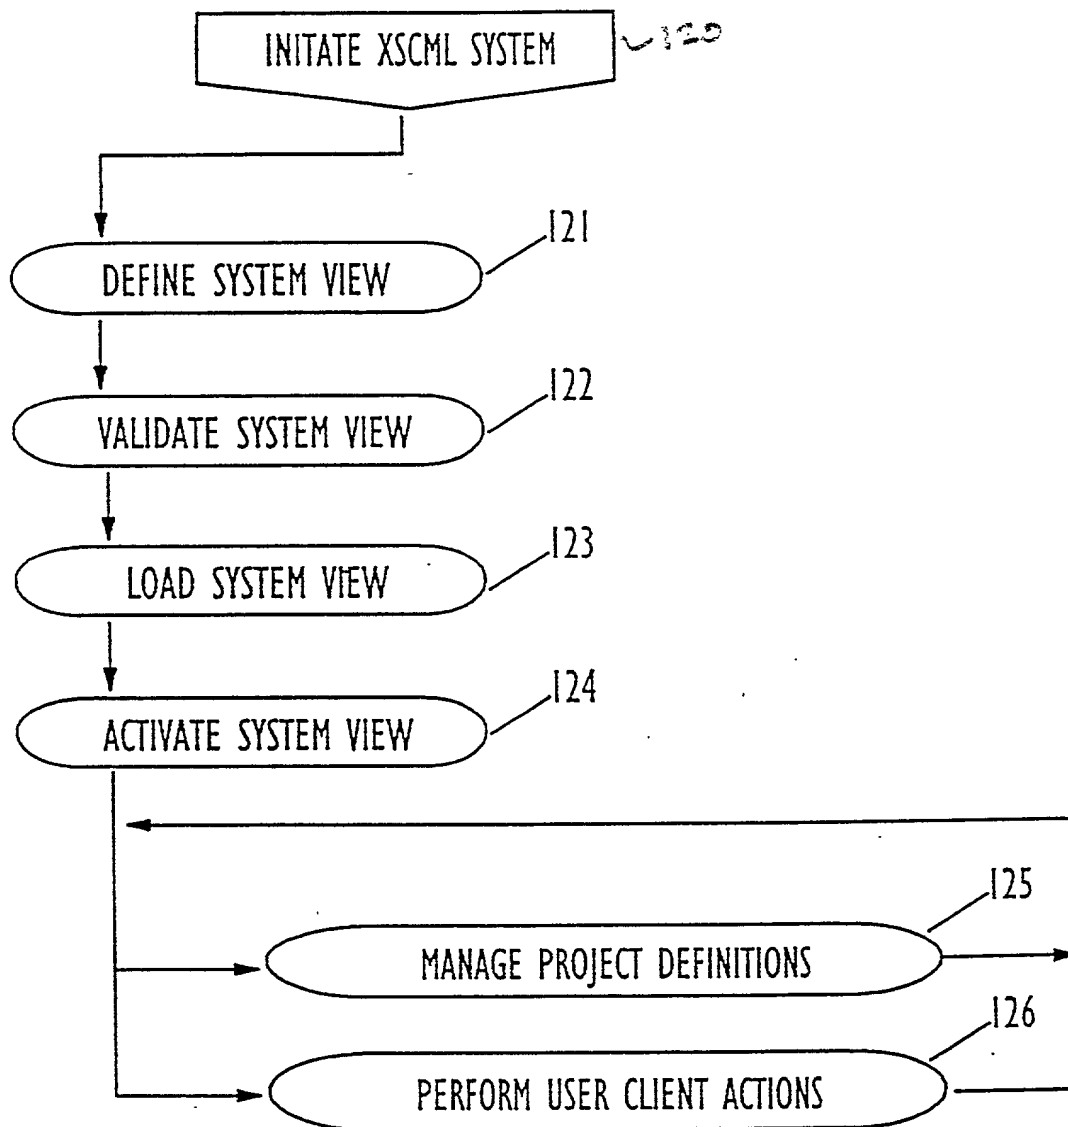 INITATE XSCML SYSTEM 120
121
DEFINE SYSTEM VIEW
122
VALIDATE SYSTEM VIEW
123
LOAD SYSTEM VIEW
124
ACTIVATE SYSTEM VIEW
125
MANAGE PROJECT DEFINITIONS
126
PERFORM USER CLIENT ACTIONS